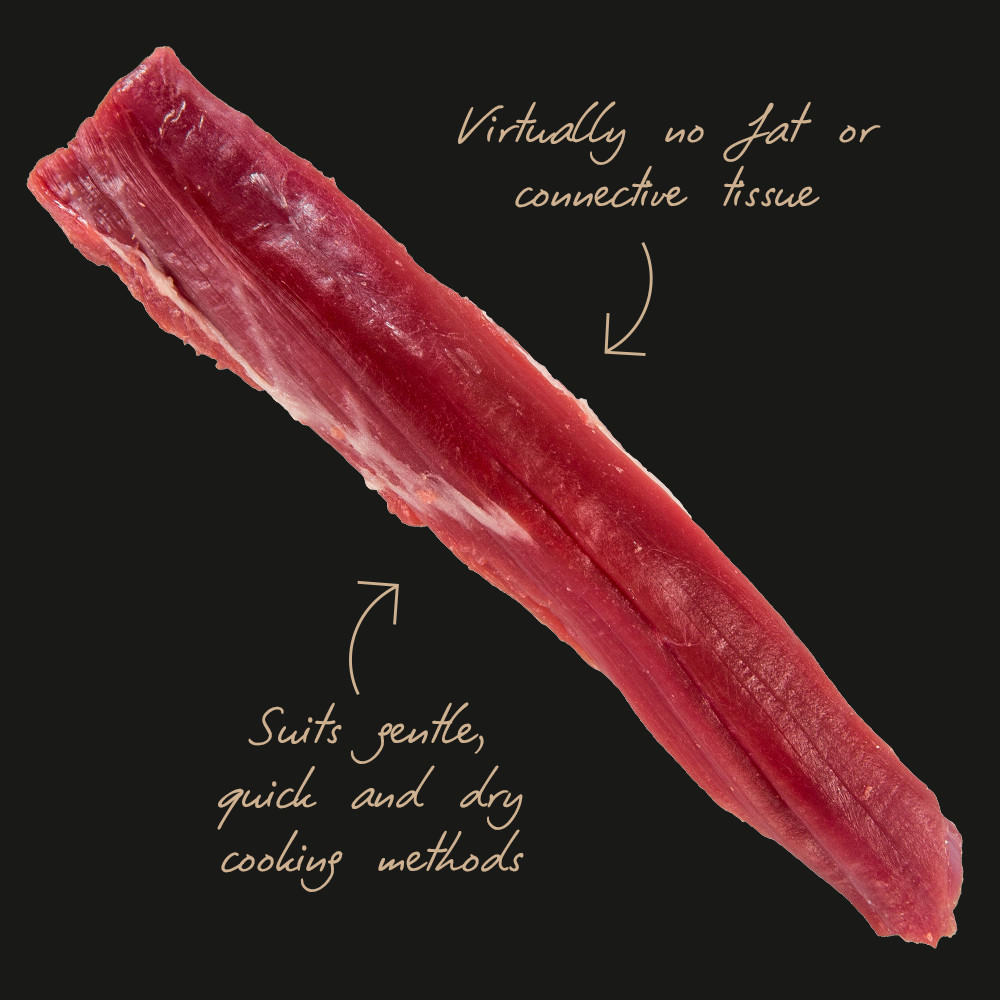 Virtually no fat or
connective tissue
Suits gentle,
quick and dry
cooking methods